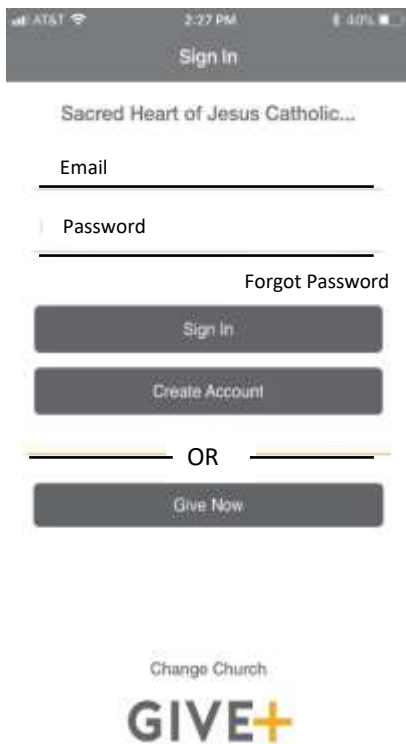 AT&T 2:27 PM 40%
Sign In
Sacred Heart of Jesus Catholic...
Email
Password
Forgot Password
Sign In
Create Account
OR
Give Now
Change Church
GIVE+